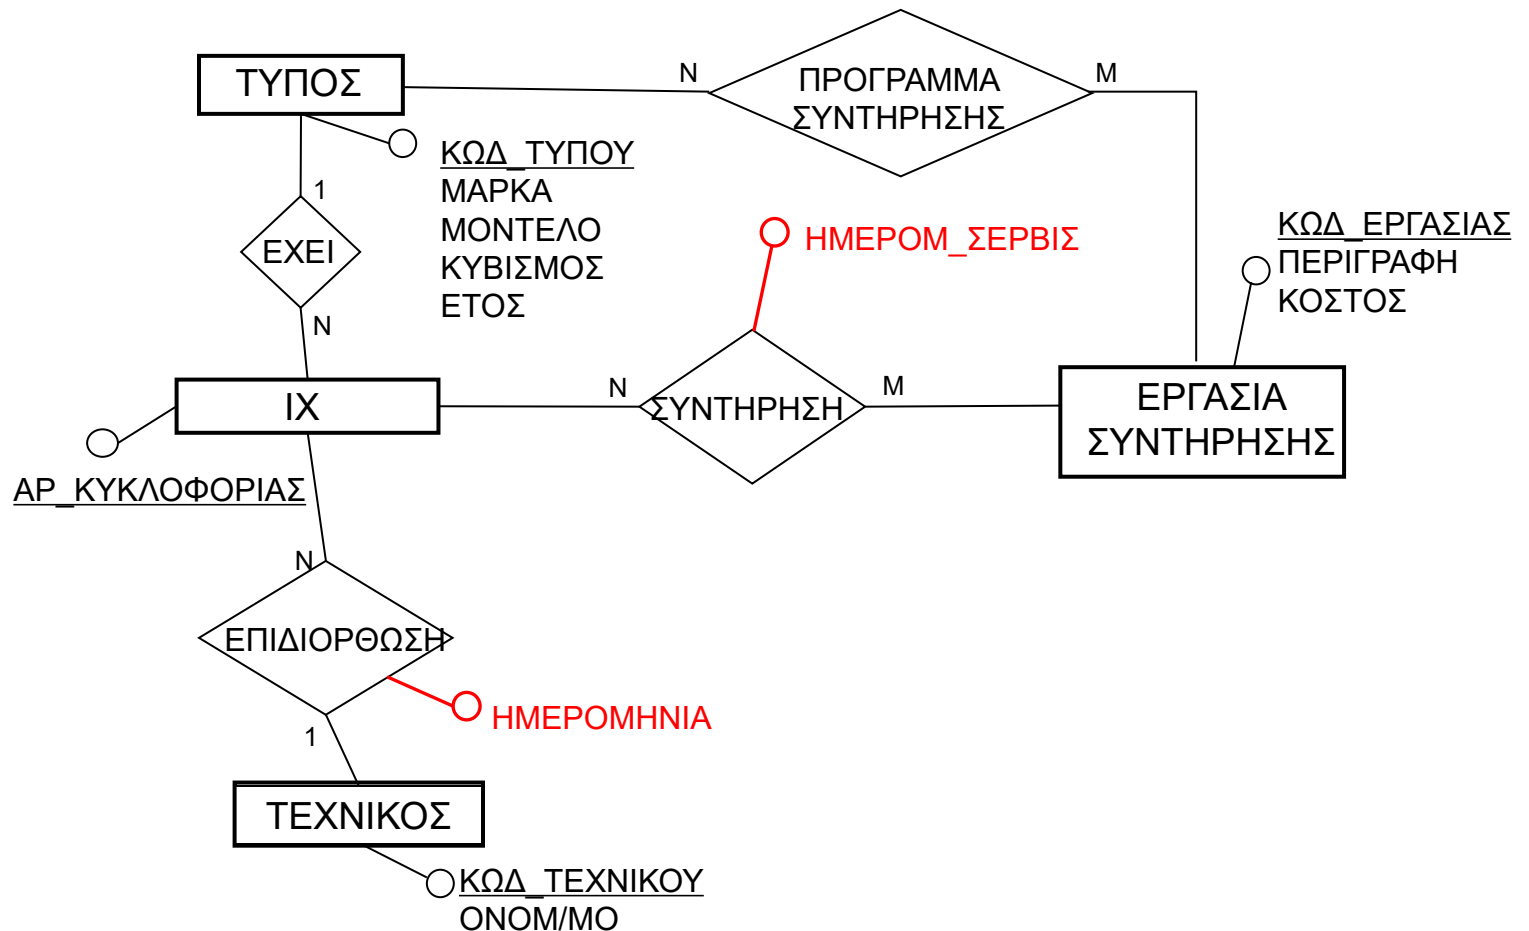 ΤΥΠΟΣ
Ν
ΠΡΟΓΡΑΜΜΑ
ΣΥΝΤΗΡΗΣΗΣ
Μ
ΚΩΔ_ΤΥΠΟΥ
ΜΑΡΚΑ
ΜΟΝΤΕΛΟ
ΚΥΒΙΣΜΟΣ
ΕΤΟΣ
1
ΕΧΕΙ
Ν
ΗΜΕΡΟΜ_ΣΕΡΒΙΣ
ΚΩΔ_ΕΡΓΑΣΙΑΣ
ΠΕΡΙΓΡΑΦΗ
ΚΟΣΤΟΣ
ΙΧ
Ν
ΣΥΝΤΗΡΗΣΗ
Μ
ΕΡΓΑΣΙΑ
ΣΥΝΤΗΡΗΣΗΣ
ΑΡ_ΚΥΚΛΟΦΟΡΙΑΣ
Ν
ΕΠΙΔΙΟΡΘΩΣΗ
ΗΜΕΡΟΜΗΝΙΑ
1
ΤΕΧΝΙΚΟΣ
ΚΩΔ_ΤΕΧΝΙΚΟΥ
ΟΝΟΜ/ΜΟ